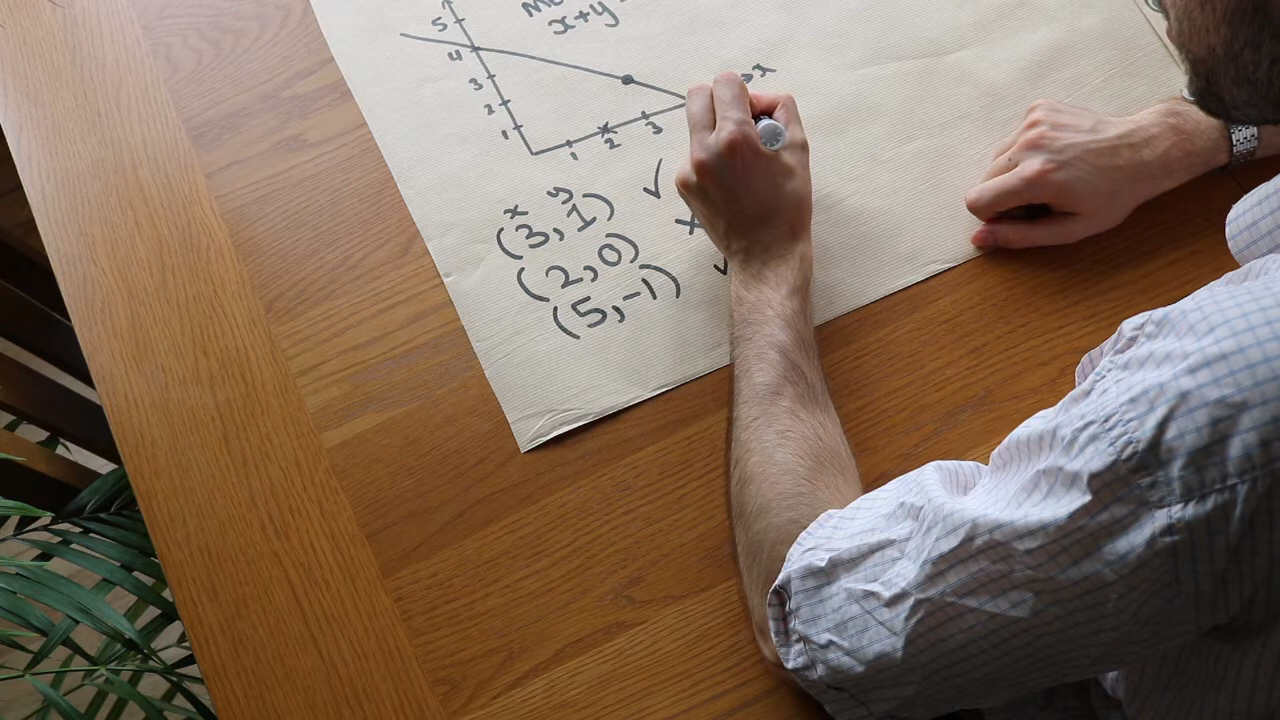 x+y
5
4
3
2
1
1
2
3
x
x y
(3,1) ✓
(2,0) x
(5,-1) ✓